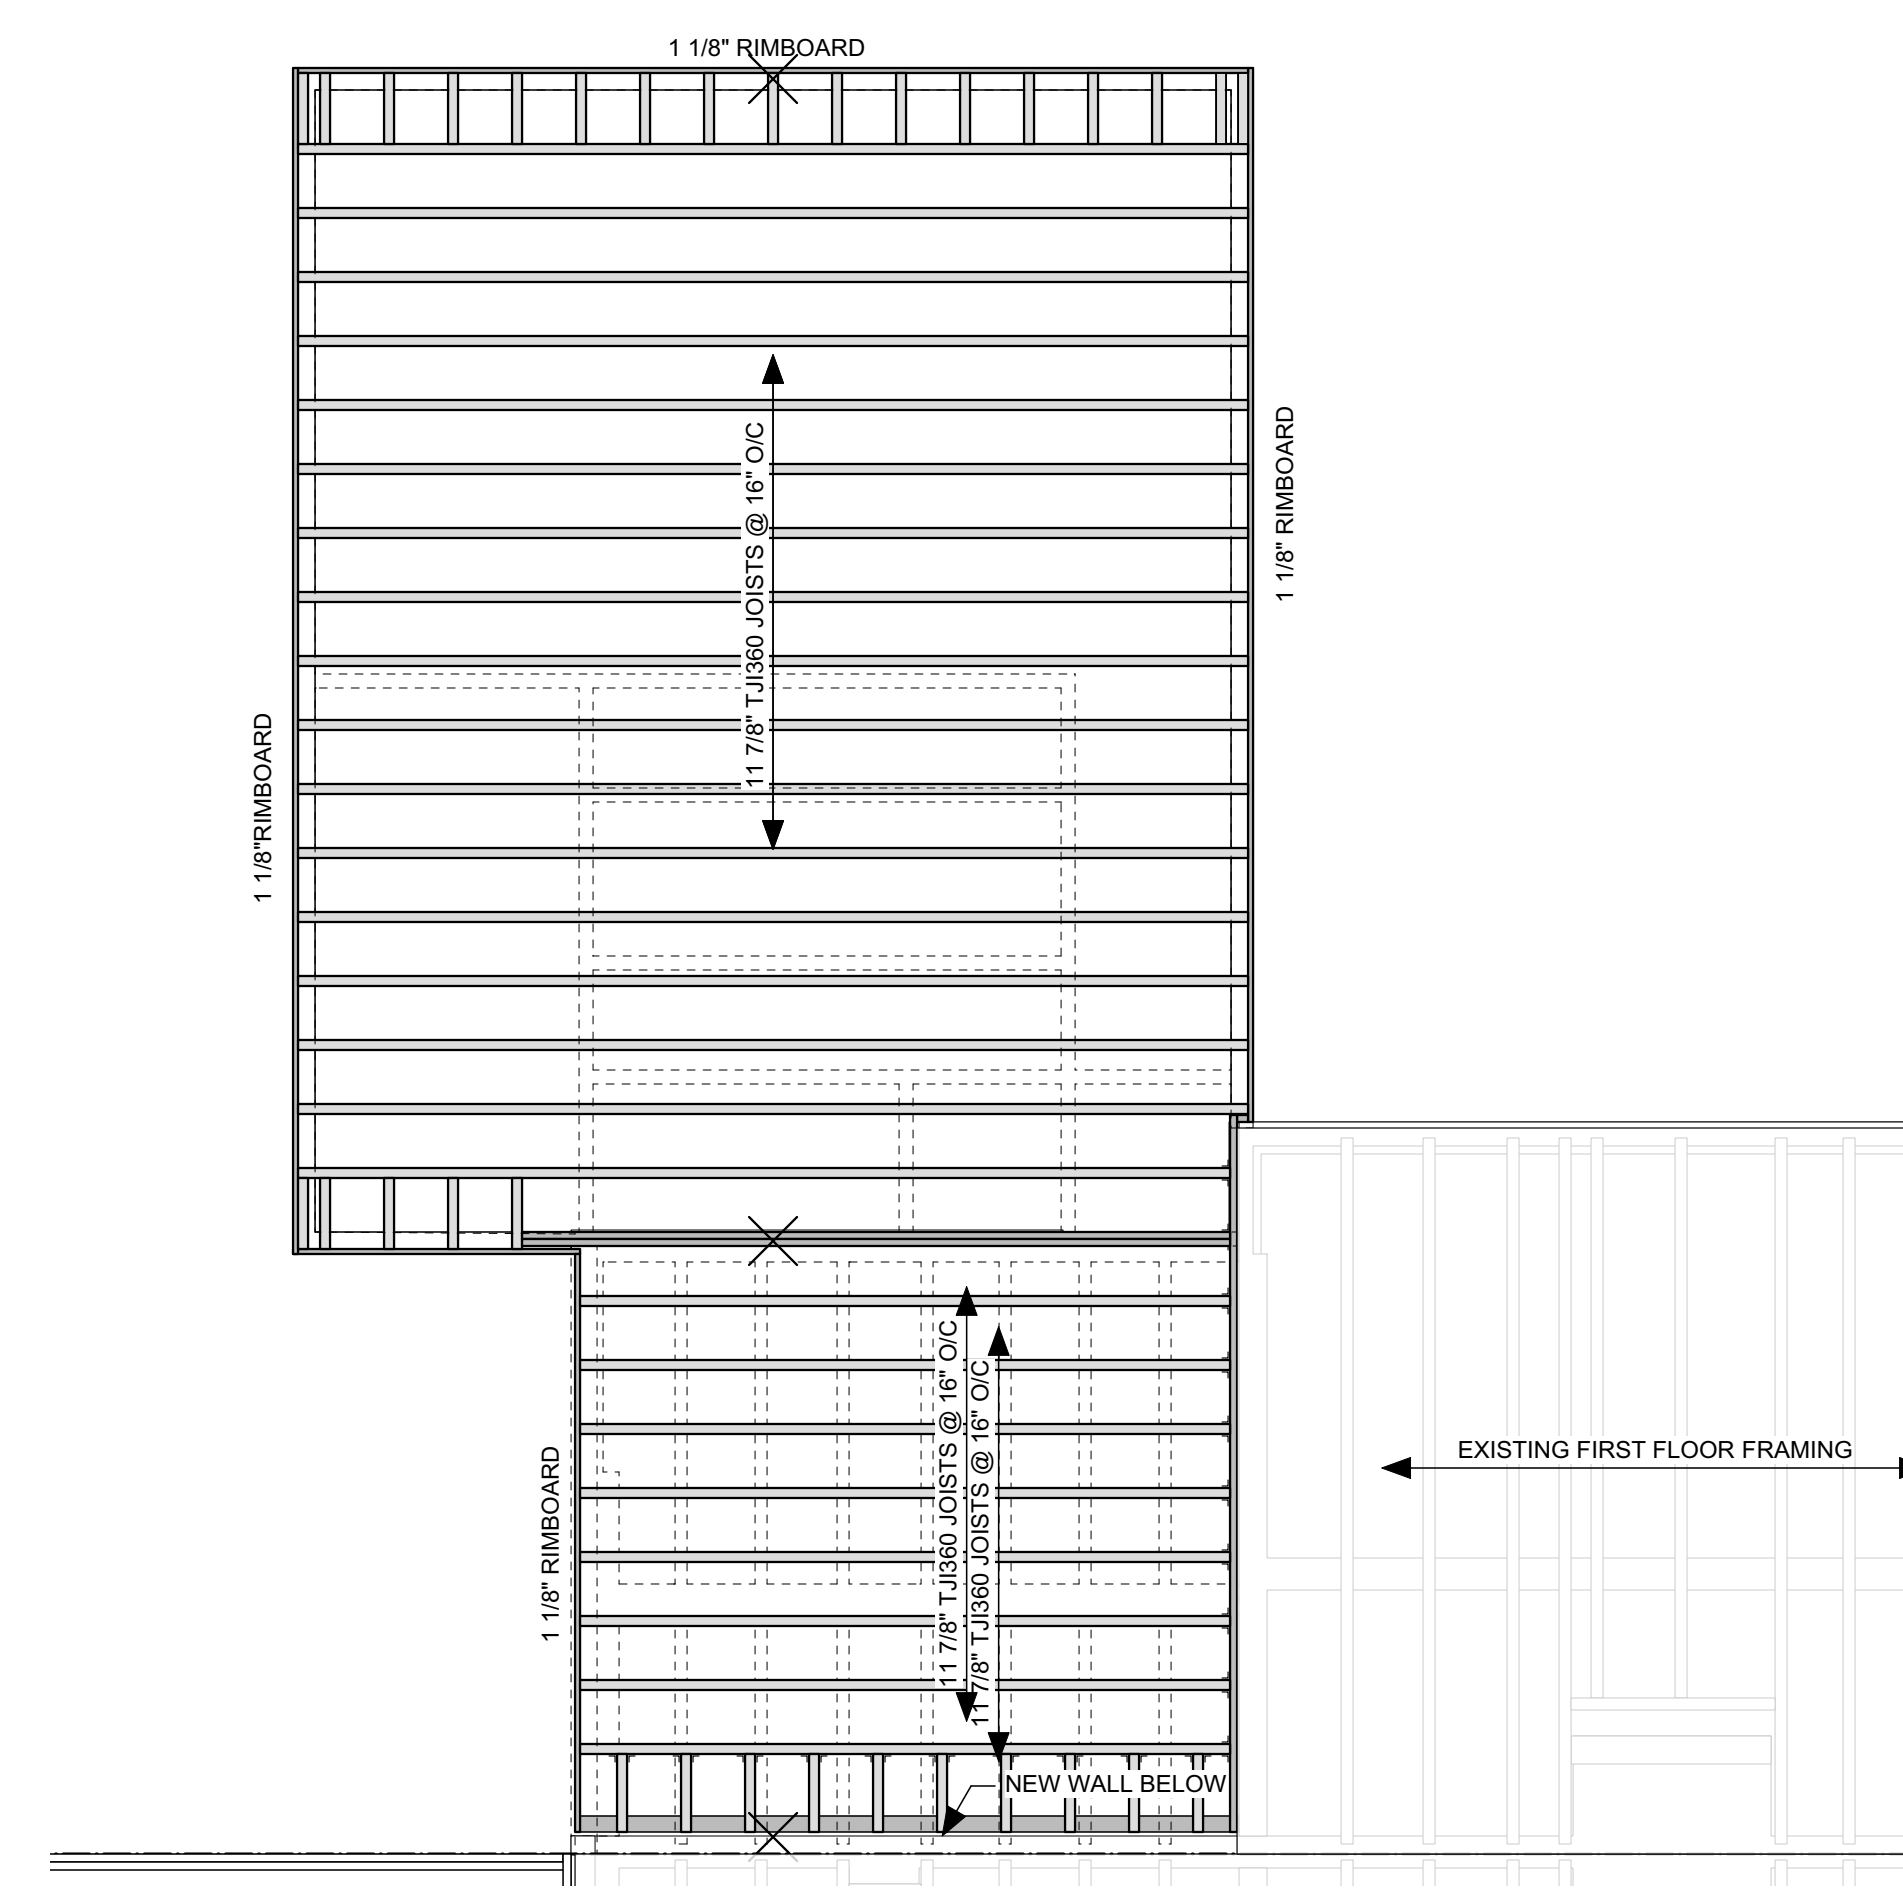 1 1/8" RIMBOARD
11 7/8" TJI360 JOISTS @ 16" O/C
1 1/8" RIMBOARD
1 1/8"RIMBOARD
11 7/8" TJI360 JOISTS @ 16" O/C
11 7/8" TJI360 JOISTS @ 16" O/C
1 1/8" RIMBOARD
EXISTING FIRST FLOOR FRAMING
NEW WALL BELOW